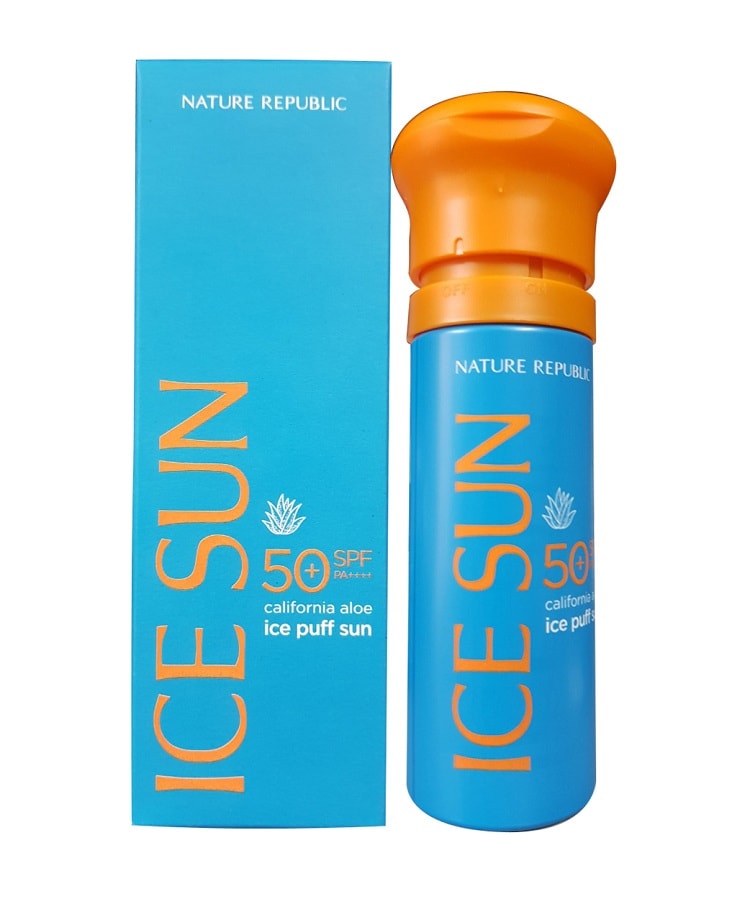 NATURE REPUBLIC
ICE SUN
50+ SPF
PA++++
california aloe
ice puff sun
OFF ON
NATURE REPUBLIC
ICE SUN
50+
california
ice puff